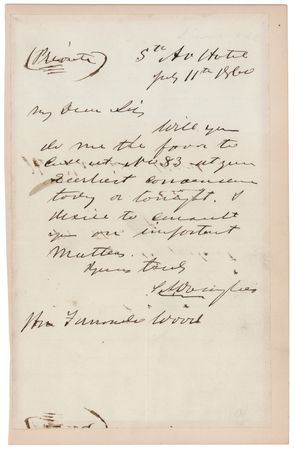 (Private)
5th Av Hotel
July 11th 1860
My Dear Sir
Will you
do me the favor to
call at No 83 at your
earliest convenience
today or tonight. I
desire to consult
you on important
matters.
Yours truly
S A Douglas
Hon Fernando Wood